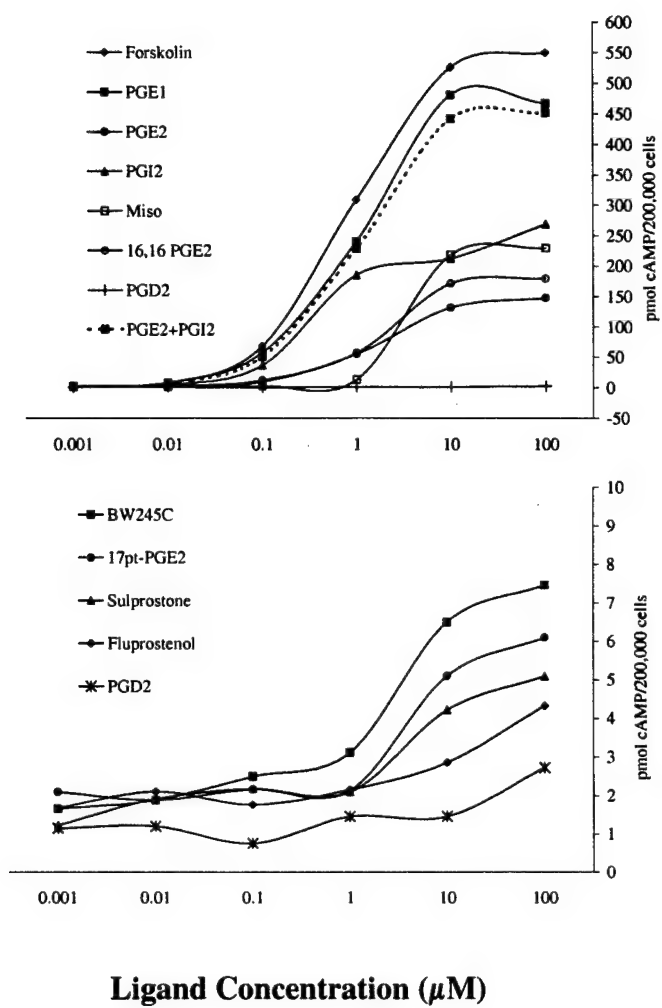 Forskolin
PGE1
PGE2
PGI2
Miso
16,16 PGE2
PGD2
PGE2+PGI2
600
550
500
450
400
350
300
250
200
150
100
50
0
-50
pmol cAMP/200,000 cells
0.001 0.01 0.1 1 10 100
BW245C
17pt-PGE2
Sulprostone
Fluprostenol
PGD2
10
9
8
7
6
5
4
3
2
1
0
pmol cAMP/200,000 cells
0.001 0.01 0.1 1 10 100
Ligand Concentration (μM)